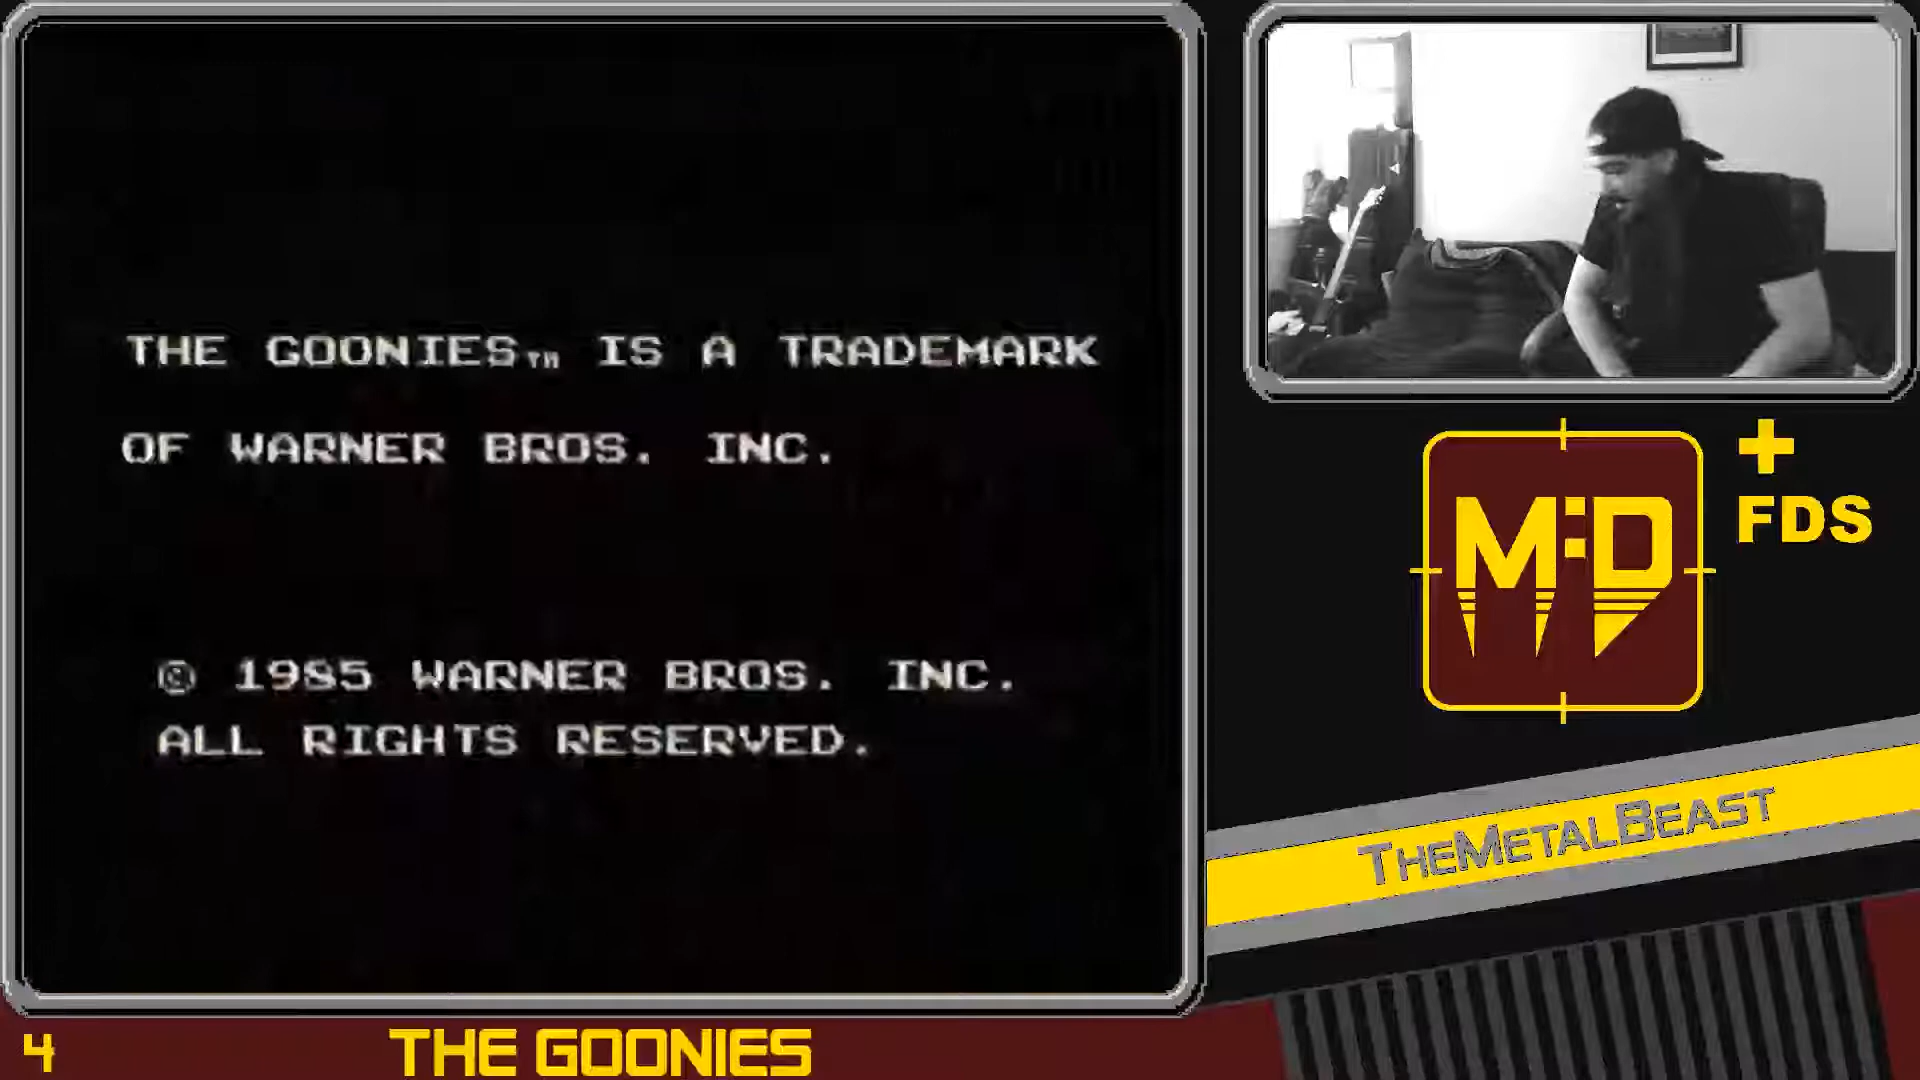 THE GOONIES™ IS A TRADEMARK
OF WARNER BROS. INC.
© 1985 WARNER BROS. INC.
ALL RIGHTS RESERVED.
M:D
+
FDS
THEMETALBEAST
4
THE GOONIES